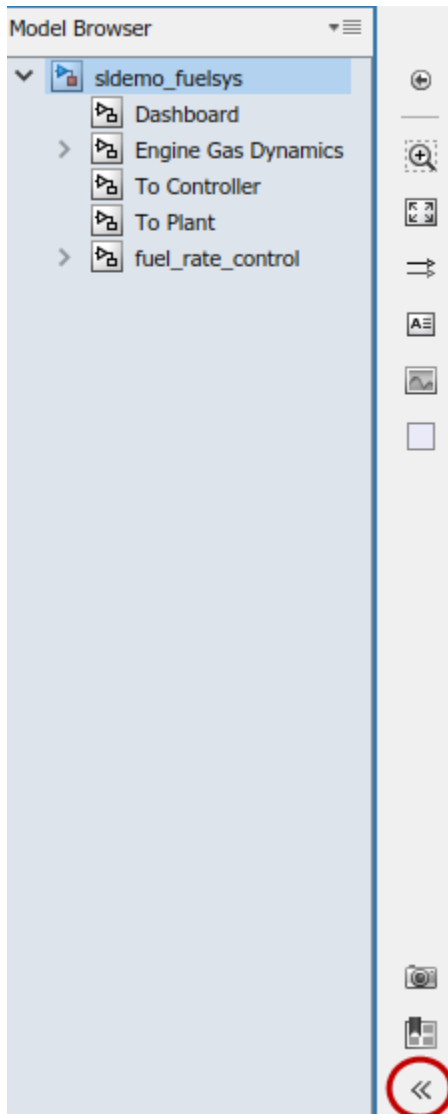 Model Browser
sldemo_fuelsys
Dashboard
Engine Gas Dynamics
To Controller
To Plant
fuel_rate_control
A